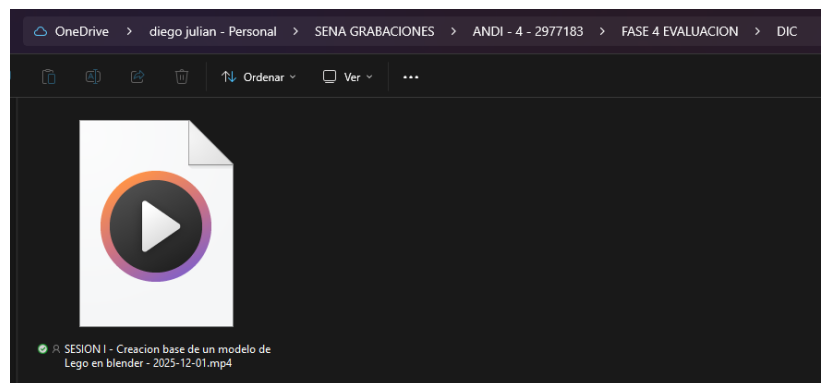 OneDrive > diego julian - Personal > SENA GRABACIONES > ANDI - 4 - 2977183 > FASE 4 EVALUACION > DIC
Ordenar Ver ...
SESION I - Creacion base de un modelo de
Lego en blender - 2025-12-01.mp4